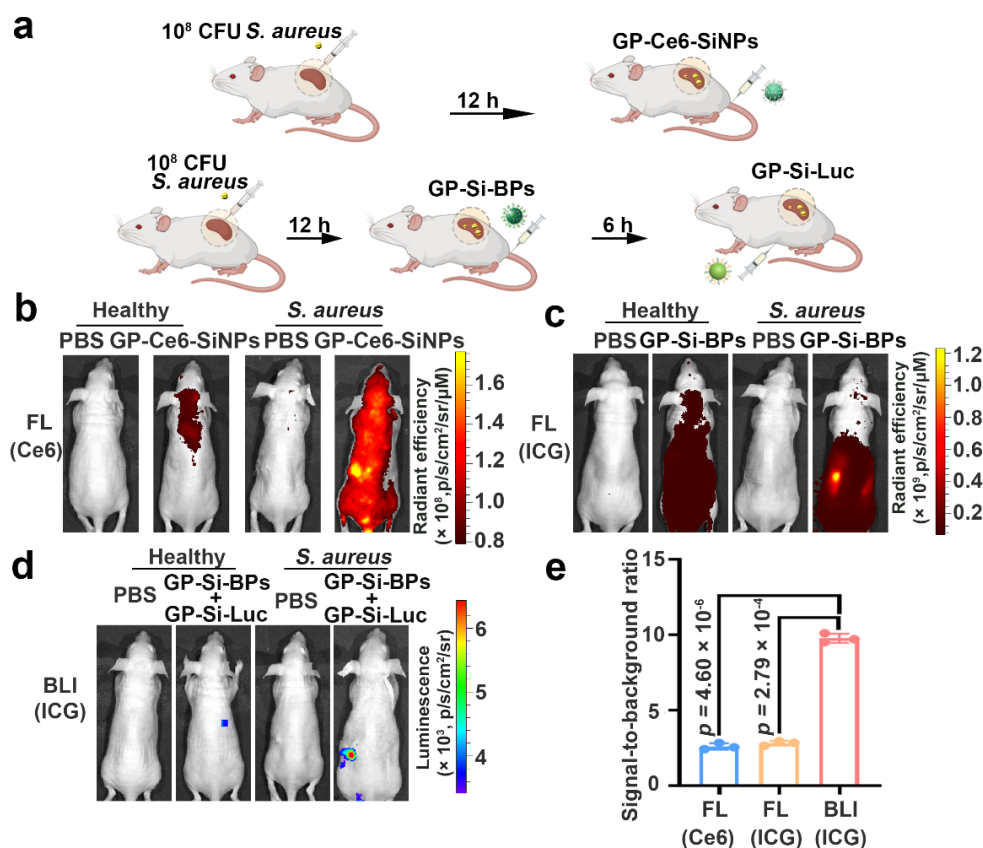 a
10⁸ CFU S. aureus
GP-Ce6-SiNPs
12 h
10⁸ CFU
S. aureus
GP-Si-BPs
GP-Si-Luc
12 h
6 h
b
Healthy
S. aureus
PBS GP-Ce6-SiNPs
PBS GP-Ce6-SiNPs
FL
(Ce6)
1.6
1.4
1.2
1.0
0.8
Radiant efficiency
(× 10⁸,p/s/cm²/sr/μM)
c
Healthy
S. aureus
PBS GP-Si-BPs
PBS GP-Si-BPs
FL
(ICG)
1.2
1.0
0.8
0.6
0.4
0.2
Radiant efficiency
(× 10⁹,p/s/cm²/sr/μM)
d
Healthy
S. aureus
PBS
GP-Si-BPs
+
GP-Si-Luc
PBS
GP-Si-BPs
+
GP-Si-Luc
BLI
(ICG)
6
5
4
Luminescence
(× 10³, p/s/cm²/sr)
e
Signal-to-background ratio
15
10
5
0
p = 4.60 × 10⁻⁶
p = 2.79 × 10⁻⁴
FL
(Ce6)
FL
(ICG)
BLI
(ICG)